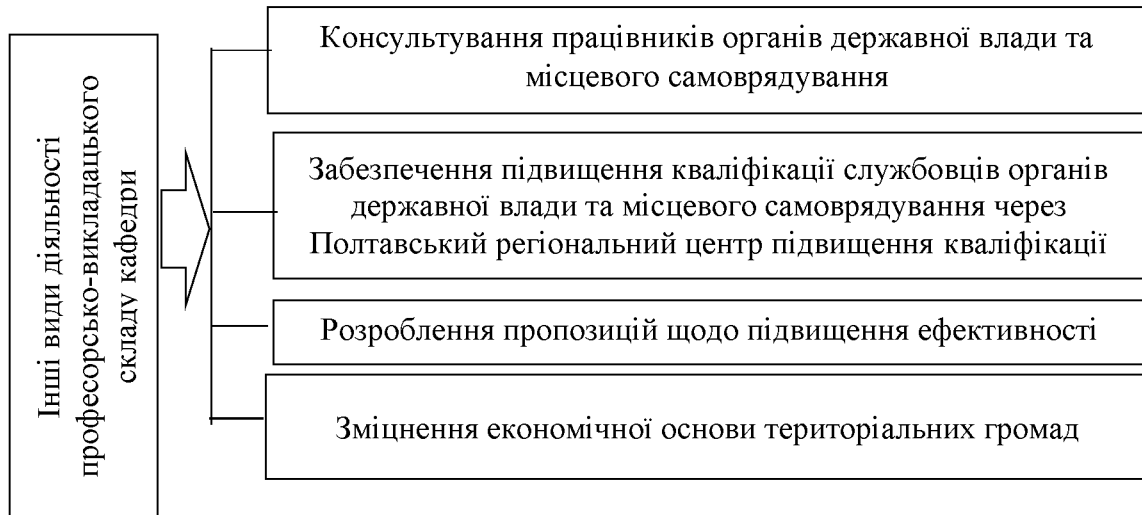 Інші види діяльності
професорсько-викладацького
складу кафедри
Консультування працівників органів державної влади та
місцевого самоврядування
Забезпечення підвищення кваліфікації службовців органів
державної влади та місцевого самоврядування через
Полтавський регіональний центр підвищення кваліфікації
Розроблення пропозицій щодо підвищення ефективності
Зміцнення економічної основи територіальних громад